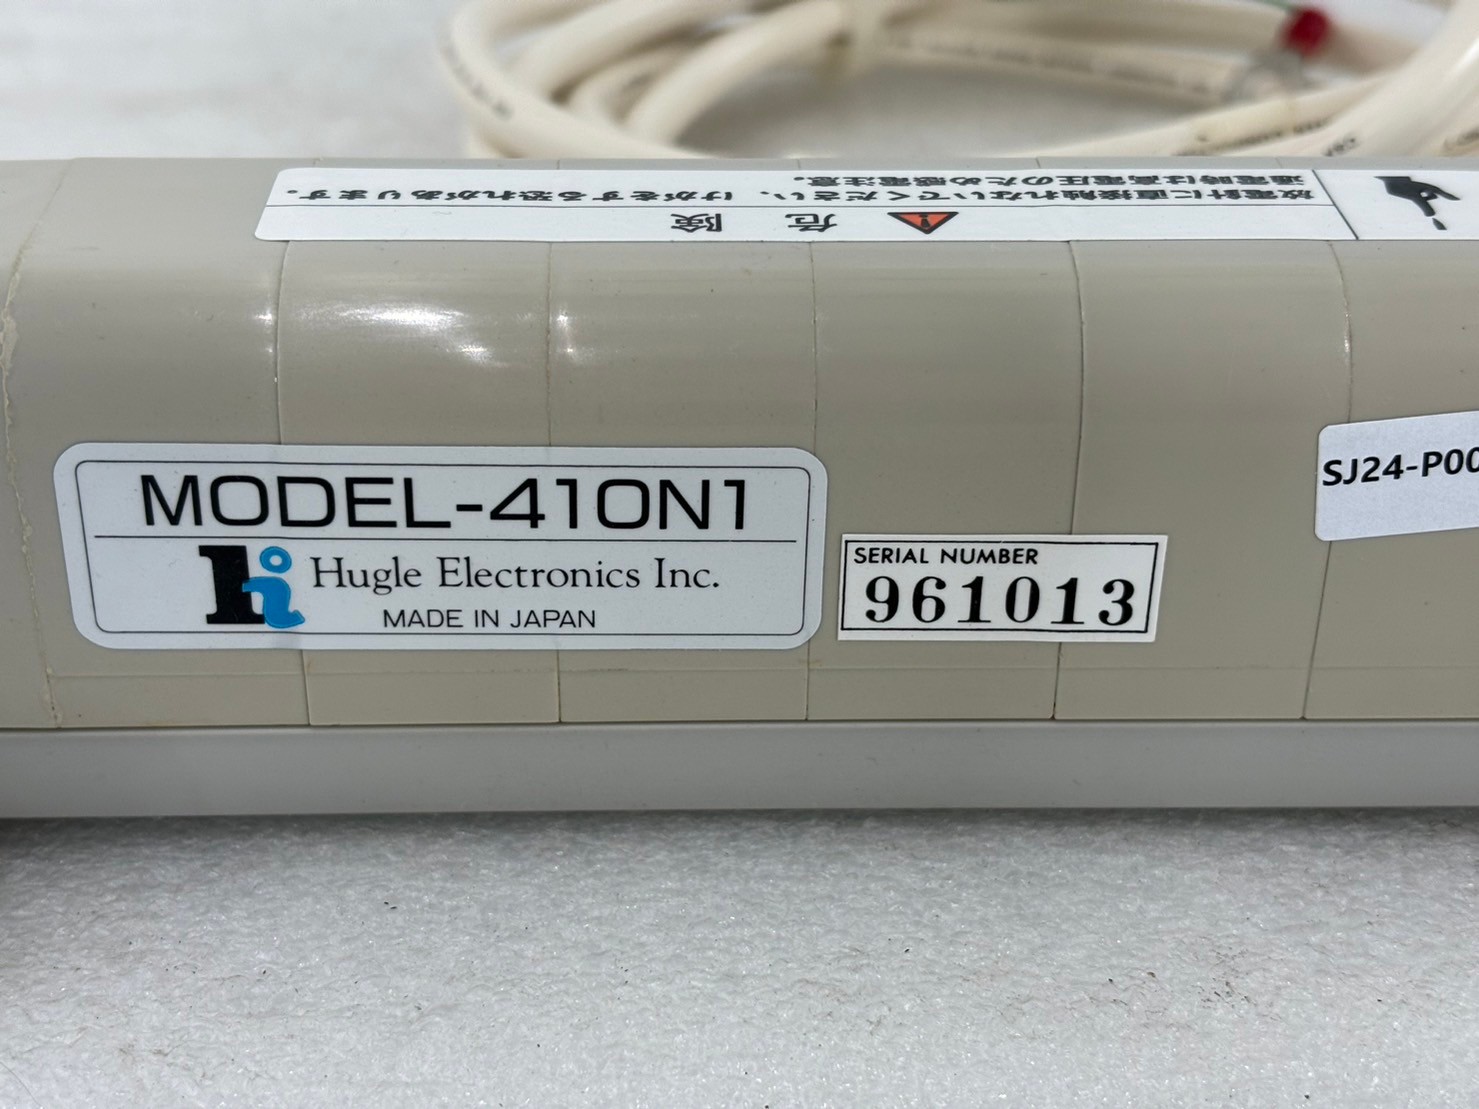 危険
放電針に直接触れないでください、けがをする恐れがあります。
通電時は高電圧のため感電注意。
MODEL-410N1
Hugle Electronics Inc.
MADE IN JAPAN
SERIAL NUMBER
961013
SJ24-P00